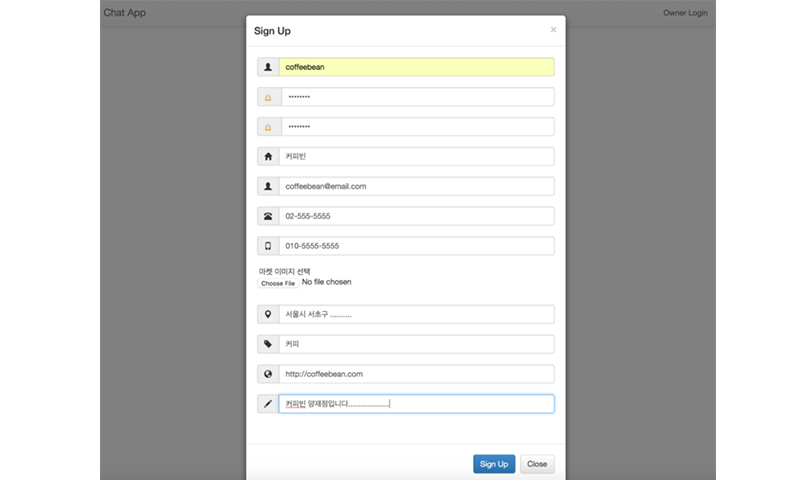 Chat App
Owner Login
Sign Up
×
coffeebean
••••••••
••••••••
커피빈
coffeebean@email.com
02-555-5555
010-5555-5555
마켓 이미지 선택
Choose File No file chosen
서울시 서초구 ...........
커피
http://coffeebean.com
커피빈 양재점입니다.....................
Sign Up
Close